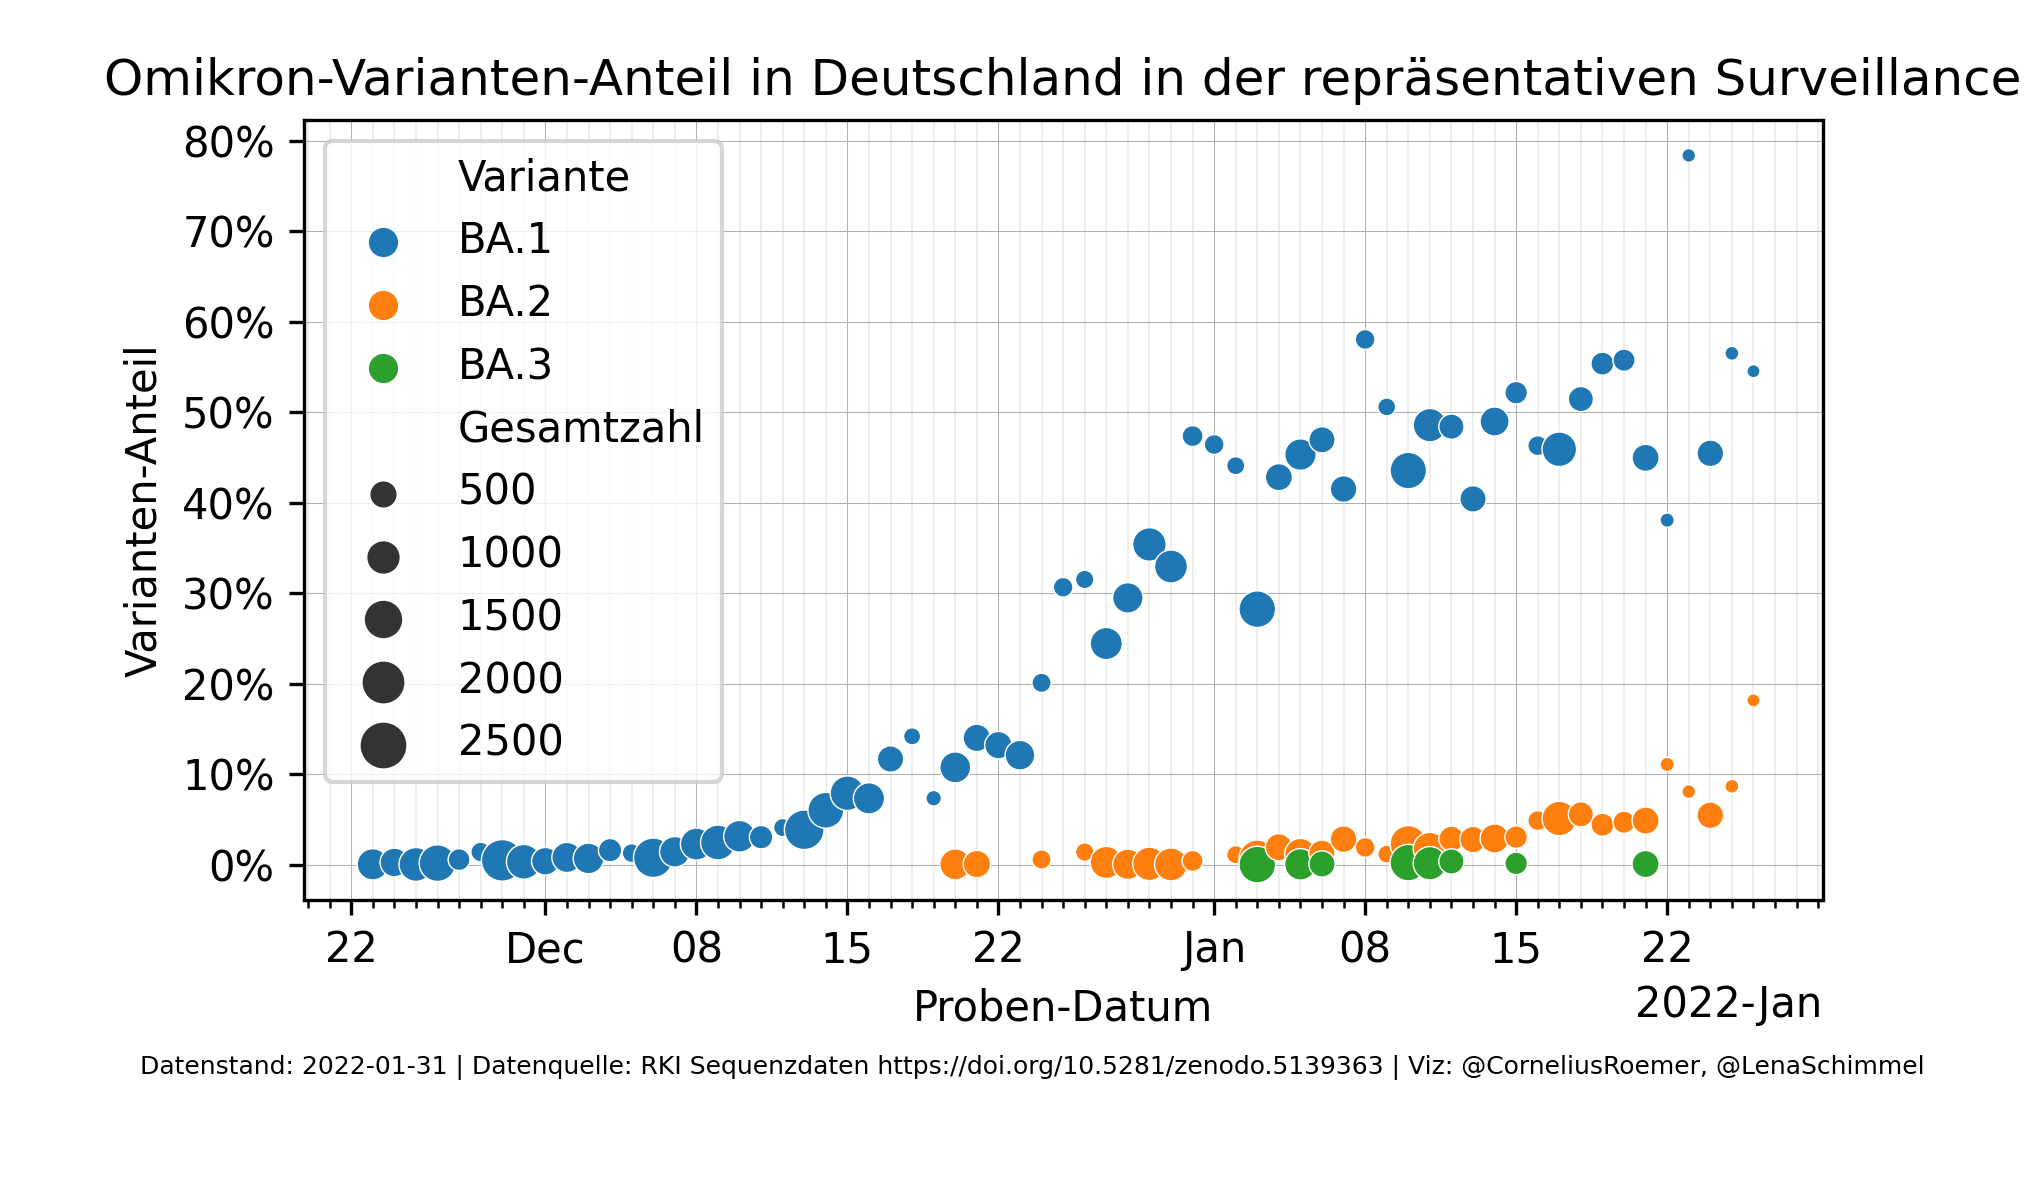 Omikron-Varianten-Anteil in Deutschland in der repräsentativen Surveillance
Varianten-Anteil
80%
70%
60%
50%
40%
30%
20%
10%
0%
Variante
BA.1
BA.2
BA.3
Gesamtzahl
500
1000
1500
2000
2500
22 Dec 08 15 22 Jan 08 15 22
2022-Jan
Proben-Datum
Datenstand: 2022-01-31 | Datenquelle: RKI Sequenzdaten https://doi.org/10.5281/zenodo.5139363 | Viz: @CorneliusRoemer, @LenaSchimmel